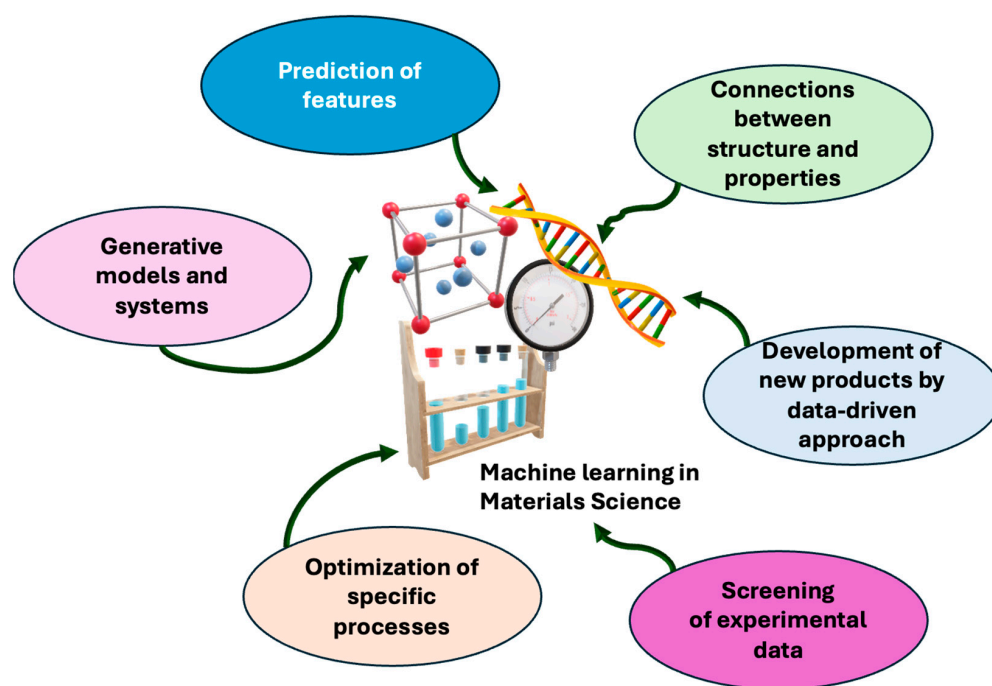 Prediction of
features
Connections
between
structure and
properties
Generative
models and
systems
Development of
new products by
data-driven
approach
Machine learning in
Materials Science
Optimization of
specific
processes
Screening
of experimental
data